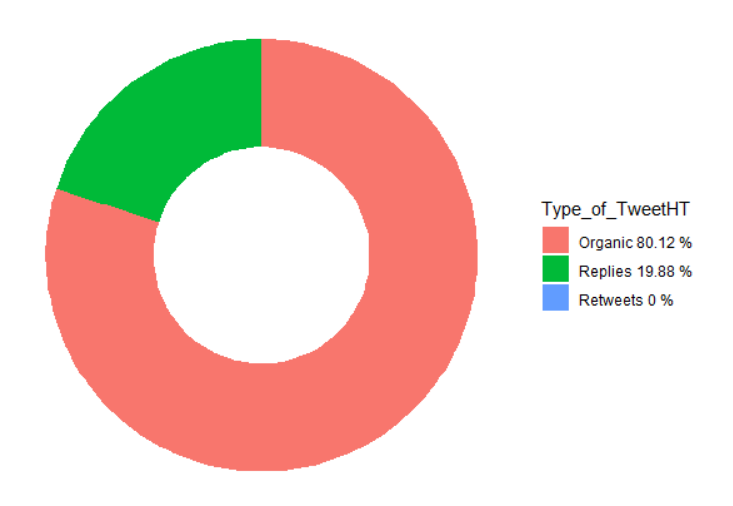 Type_of_TweetHT
Organic 80.12 %
Replies 19.88 %
Retweets 0 %